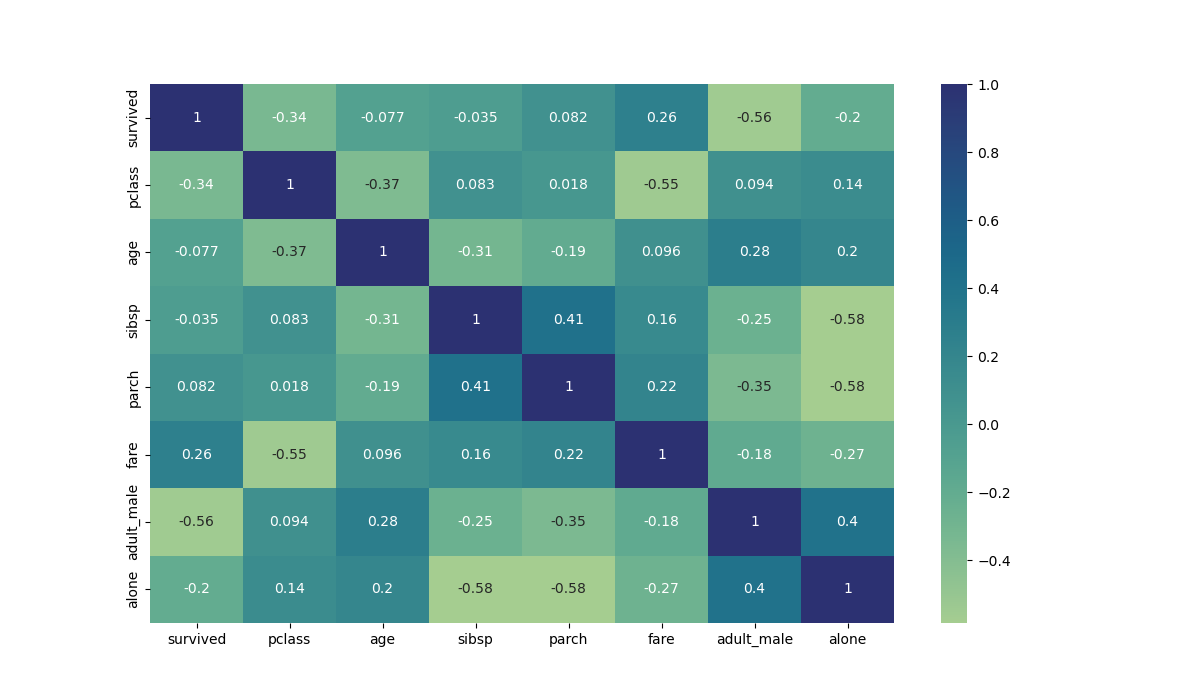 survived 1 -0.34 -0.077 -0.035 0.082 0.26 -0.56 -0.2
pclass -0.34 1 -0.37 0.083 0.018 -0.55 0.094 0.14
age -0.077 -0.37 1 -0.31 -0.19 0.096 0.28 0.2
sibsp -0.035 0.083 -0.31 1 0.41 0.16 -0.25 -0.58
parch 0.082 0.018 -0.19 0.41 1 0.22 -0.35 -0.58
fare 0.26 -0.55 0.096 0.16 0.22 1 -0.18 -0.27
adult_male -0.56 0.094 0.28 -0.25 -0.35 -0.18 1 0.4
alone -0.2 0.14 0.2 -0.58 -0.58 -0.27 0.4 1
survived pclass age sibsp parch fare adult_male alone
1.0
0.8
0.6
0.4
0.2
0.0
−0.2
−0.4